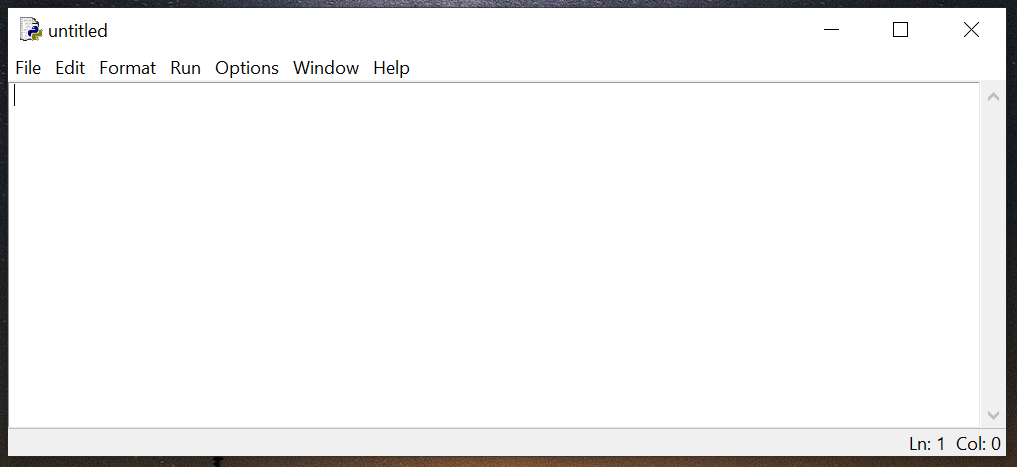 untitled
File Edit Format Run Options Window Help
Ln: 1 Col: 0